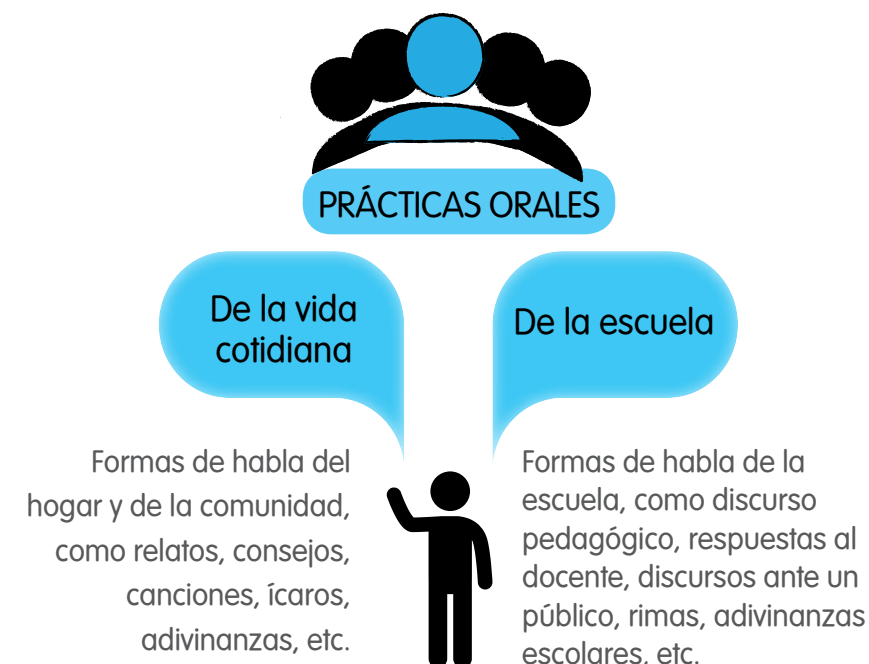 PRÁCTICAS ORALES
De la vida
cotidiana
De la escuela
Formas de habla del
hogar y de la comunidad,
como relatos, consejos,
canciones, ícaros,
adivinanzas, etc.
Formas de habla de la
escuela, como discurso
pedagógico, respuestas al
docente, discursos ante un
público, rimas, adivinanzas
escolares, etc.